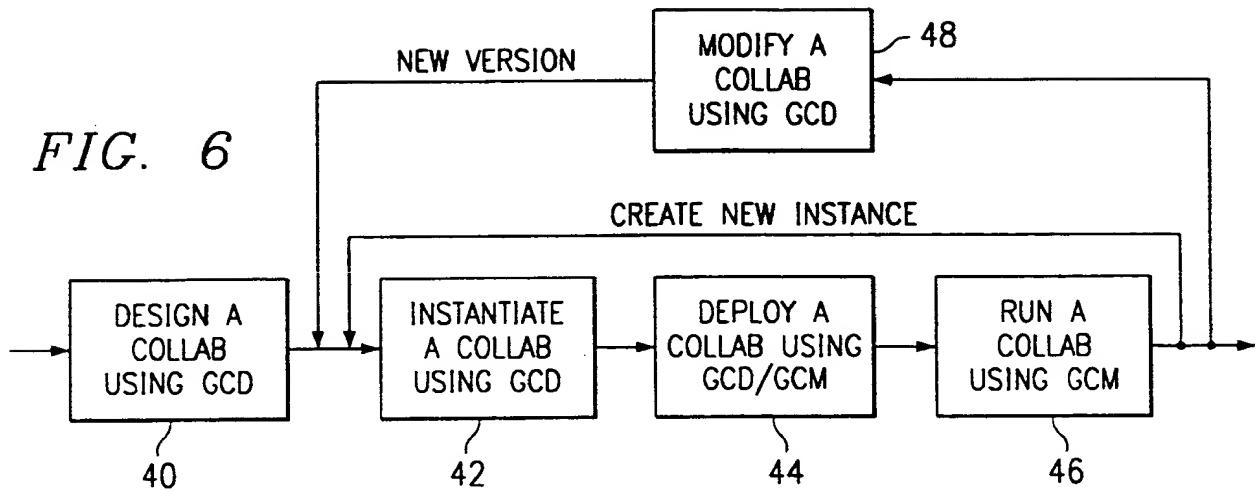 MODIFY A
COLLAB
USING GCD
48
NEW VERSION
FIG. 6
CREATE NEW INSTANCE
DESIGN A
COLLAB
USING GCD
40
INSTANTIATE
A COLLAB
USING GCD
42
DEPLOY A
COLLAB USING
GCD/GCM
44
RUN A
COLLAB
USING GCM
46